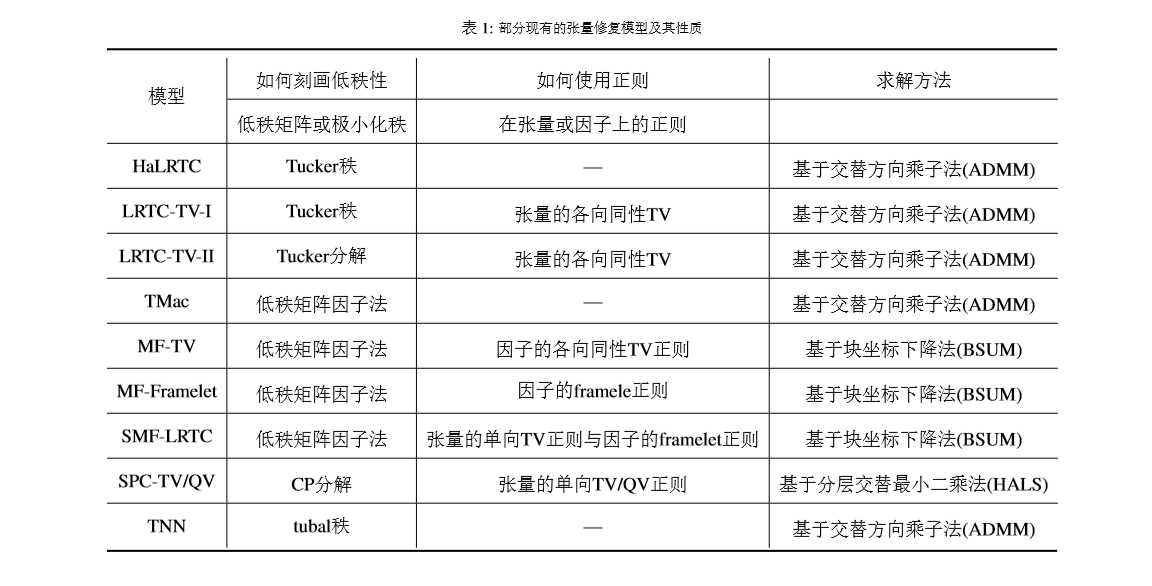 表 1: 部分现有的张量修复模型及其性质
模型 如何刻画低秩性 如何使用正则 求解方法
低秩矩阵或极小化秩 在张量或因子上的正则
HaLRTC Tucker秩 — 基于交替方向乘子法(ADMM)
LRTC-TV-I Tucker秩 张量的各向同性TV 基于交替方向乘子法(ADMM)
LRTC-TV-II Tucker分解 张量的各向同性TV 基于交替方向乘子法(ADMM)
TMac 低秩矩阵因子法 — 基于交替方向乘子法(ADMM)
MF-TV 低秩矩阵因子法 因子的各向同性TV正则 基于块坐标下降法(BSUM)
MF-Framelet 低秩矩阵因子法 因子的framele正则 基于块坐标下降法(BSUM)
SMF-LRTC 低秩矩阵因子法 张量的单向TV正则与因子的framelet正则 基于块坐标下降法(BSUM)
SPC-TV/QV CP分解 张量的单向TV/QV正则 基于分层交替最小二乘法(HALS)
TNN tubal秩 — 基于交替方向乘子法(ADMM)